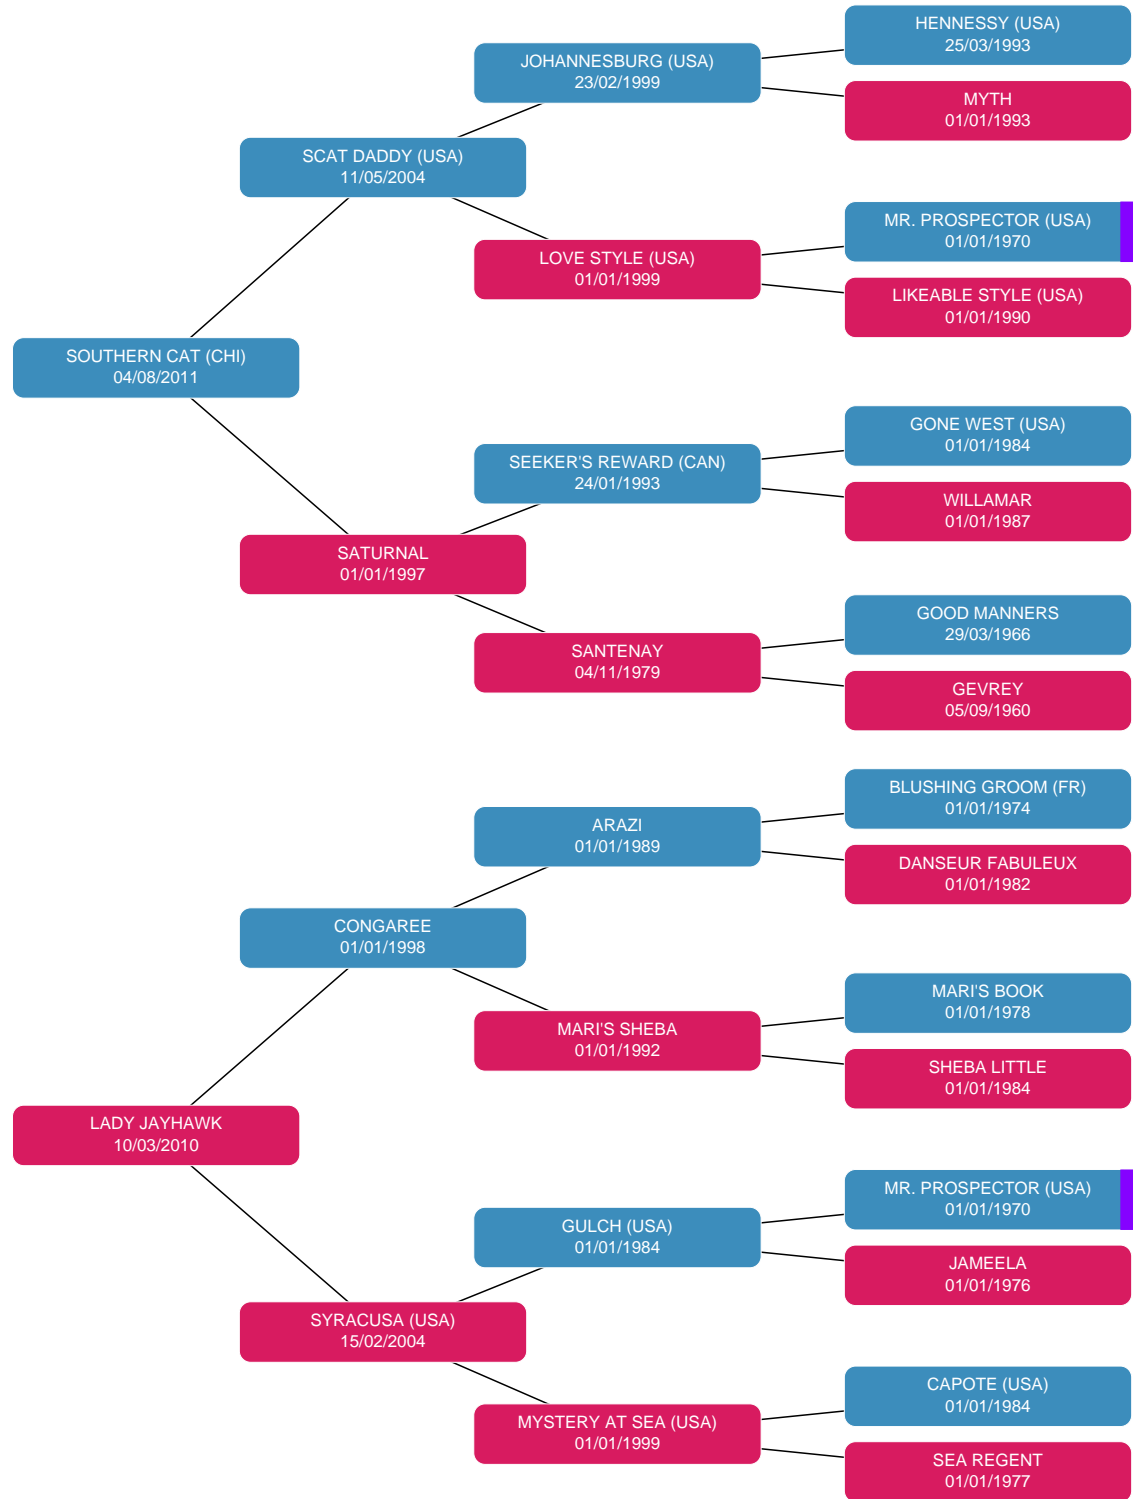 HENNESSY (USA)
25/03/1993
JOHANNESBURG (USA)
23/02/1999
MYTH
01/01/1993
SCAT DADDY (USA)
11/05/2004
MR. PROSPECTOR (USA)
01/01/1970
LOVE STYLE (USA)
01/01/1999
LIKEABLE STYLE (USA)
01/01/1990
SOUTHERN CAT (CHI)
04/08/2011
GONE WEST (USA)
01/01/1984
SEEKER'S REWARD (CAN)
24/01/1993
WILLAMAR
01/01/1987
SATURNAL
01/01/1997
GOOD MANNERS
29/03/1966
SANTENAY
04/11/1979
GEVREY
05/09/1960
BLUSHING GROOM (FR)
01/01/1974
ARAZI
01/01/1989
DANSEUR FABULEUX
01/01/1982
CONGAREE
01/01/1998
MARI'S BOOK
01/01/1978
MARI'S SHEBA
01/01/1992
SHEBA LITTLE
01/01/1984
LADY JAYHAWK
10/03/2010
MR. PROSPECTOR (USA)
01/01/1970
GULCH (USA)
01/01/1984
JAMEELA
01/01/1976
SYRACUSA (USA)
15/02/2004
CAPOTE (USA)
01/01/1984
MYSTERY AT SEA (USA)
01/01/1999
SEA REGENT
01/01/1977